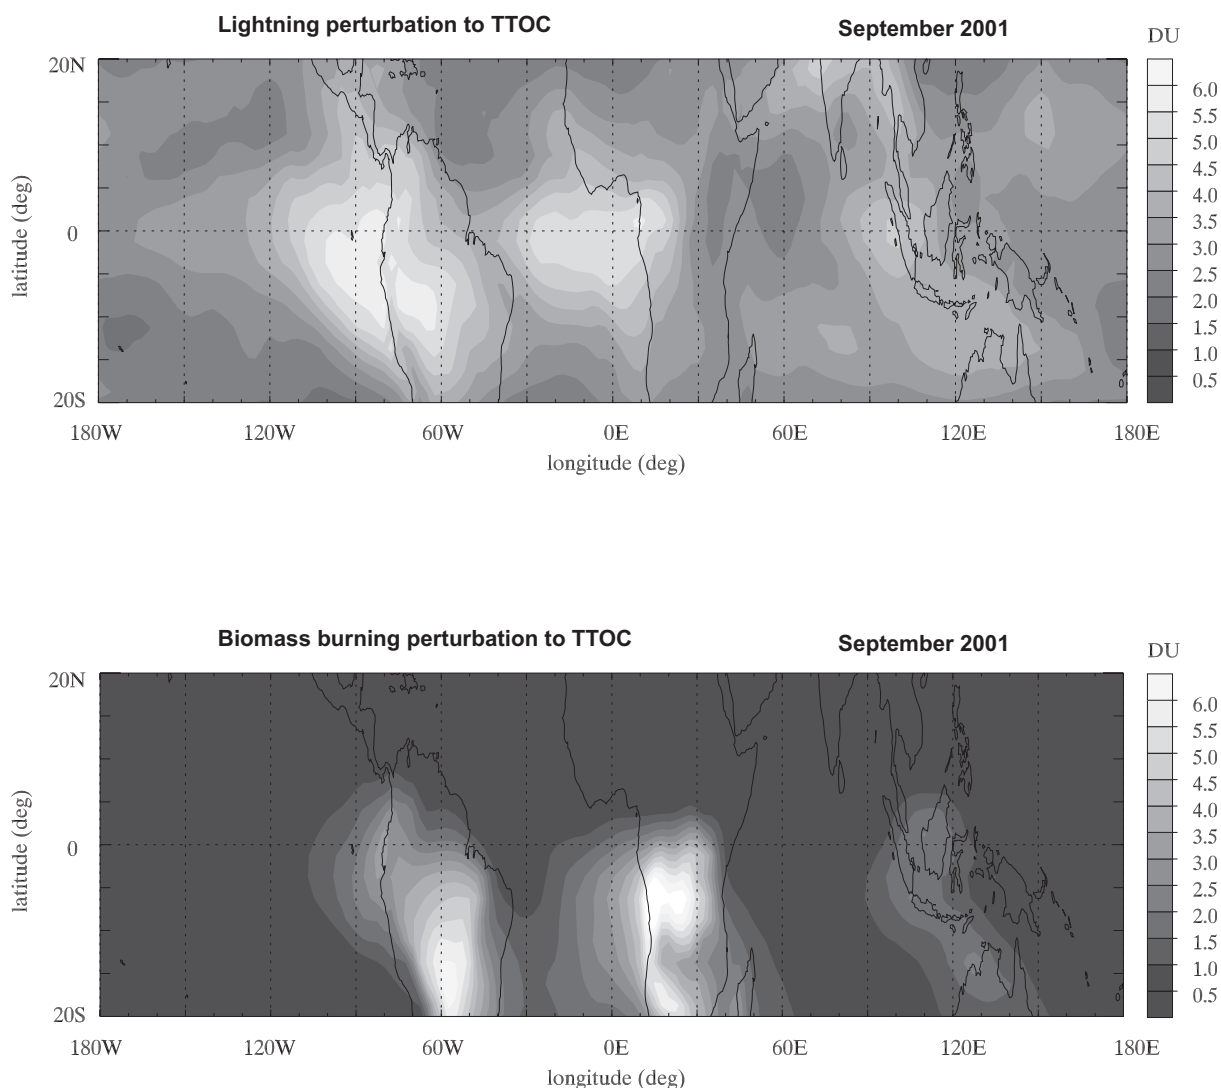 Lightning perturbation to TTOC September 2001
DU
20N
0
20S
latitude (deg)
180W 120W 60W 0E 60E 120E 180E
longitude (deg)
6.0
5.5
5.0
4.5
4.0
3.5
3.0
2.5
2.0
1.5
1.0
0.5
Biomass burning perturbation to TTOC September 2001
DU
20N
0
20S
latitude (deg)
180W 120W 60W 0E 60E 120E 180E
longitude (deg)
6.0
5.5
5.0
4.5
4.0
3.5
3.0
2.5
2.0
1.5
1.0
0.5